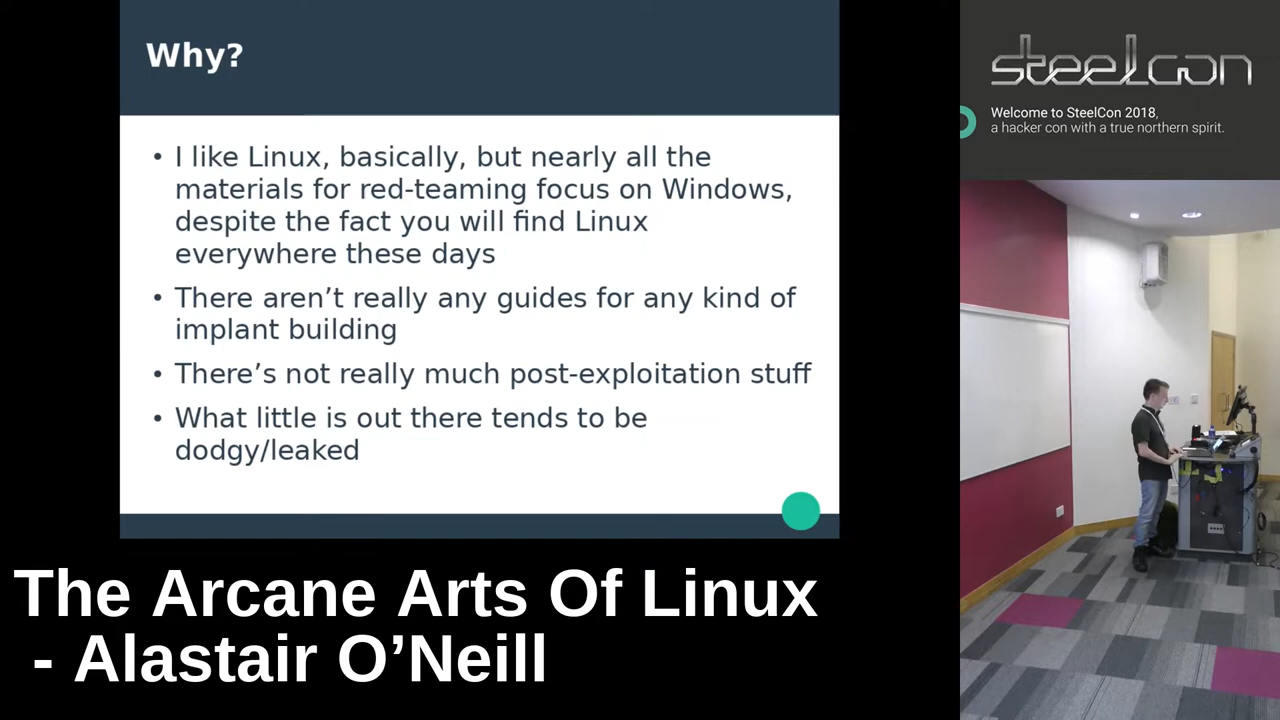 Why?
• I like Linux, basically, but nearly all the
materials for red-teaming focus on Windows,
despite the fact you will find Linux
everywhere these days
• There aren’t really any guides for any kind of
implant building
• There’s not really much post-exploitation stuff
• What little is out there tends to be
dodgy/leaked
The Arcane Arts Of Linux
- Alastair O’Neill
steelcon
Welcome to SteelCon 2018,
a hacker con with a true northern spirit.